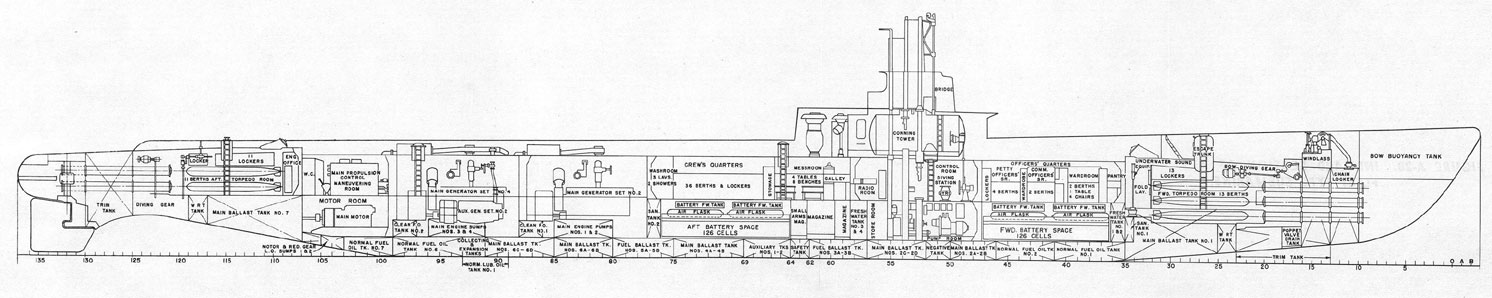 BRIDGE
CONNING
TOWER
ESCAPE
TRUNK
WINDLASS
BOW BUOYANCY TANK
LOCKER
11
LOCKERS
ENG.
OFFICE
11 BERTHS AFT. TORPEDO ROOM
W.C.
MAIN PROPULSION
CONTROL
MANEUVERING
ROOM
MOTOR ROOM
MAIN MOTOR
TRIM
TANK
DIVING GEAR
W R T
TANK
MAIN BALLAST TANK NO. 7
MOTOR & RED. GEAR
L.O. SUMPS 1 & 2
NORMAL FUEL
OIL TK. NO. 7
CLEAN F.O.
TANK NO. 2
NORMAL FUEL OIL
TANK NO. 6
MAIN GENERATOR SET NO. 4
AUX. GEN. SET. NO. 2
MAIN ENGINE SUMPS
NOS. 3 & 4
COLLECTING
&
EXPANSION
TANKS
NORM. LUB. OIL
TANK NO. 1
MAIN GENERATOR SET NO. 2
CLEAN F.O.
TANK NO. 1
MAIN ENGINE PUMPS
NOS. 1 & 2
MAIN BALLAST TK.
NOS. 6C-6D
MAIN BALLAST TK.
NOS. 6A-6B
FUEL BALLAST TK.
NOS. 5A-5B
CREW'S QUARTERS
WASHROOM
5 LAVS.
2 SHOWERS
36 BERTHS & LOCKERS
STOWAGE
SAN.
TANK
NO. 2
BATTERY FW. TANK
AIR FLASK
BATTERY FW. TANK
AIR FLASK
AFT BATTERY SPACE
126 CELLS
MAIN BALLAST TANK
NOS. 4A-4B
MESSROOM
4 TABLES
8 BENCHES
GALLEY
RADIO
ROOM
SMALL
ARMS
MAG.
MAGAZINE
MAGAZINE
FRESH
WATER
TANK
NO. 3
& 4
STORE ROOM
AUXILIARY TKS
NOS. 1-2
SAFETY
TANK
FUEL BALLAST TK.
NOS. 3A-3B
CONTROL
ROOM
DIVING
STATION
PUMP ROOM
MAIN BALLAST TK.
NOS. 2C-2D
NEGATIVE
TANK
MAIN BALLAST TK.
NOS. 2A-2B
OFFICERS' QUARTERS
LOCKERS
PETTY
OFFICERS'
SR.
WARDROBE
COMM.
OFFICERS
SR.
WARDROOM
PANTRY
2 BERTHS
2 BERTHS
1 TABLE
4 CHAIRS
BATTERY FW. TANK
AIR FLASK
BATTERY FW. TANK
AIR FLASK
FWD. BATTERY SPACE
126 CELLS
NORMAL FUEL OIL TK.
NO. 2
NORMAL FUEL OIL TANK
NO. 1
FRESH
WATER
TANK
UNDERWATER SOUND
EQUIPT.
13
LOCKERS
FOLD
LAV.
FWD. TORPEDO ROOM 13 BERTHS
BOW DIVING GEAR
CHAIN
LOCKER
SAN.
TANK
NO. 1
MAIN BALLAST TANK NO. 1
W R T
TANK
POPPET
VALVE
DRAIN
TANK
TRIM TANK
135
130
125
120
115
110
105
100
95
90
85
80
75
70
64
62
60
55
50
45
40
35
30
25
20
15
10
5
0 A B